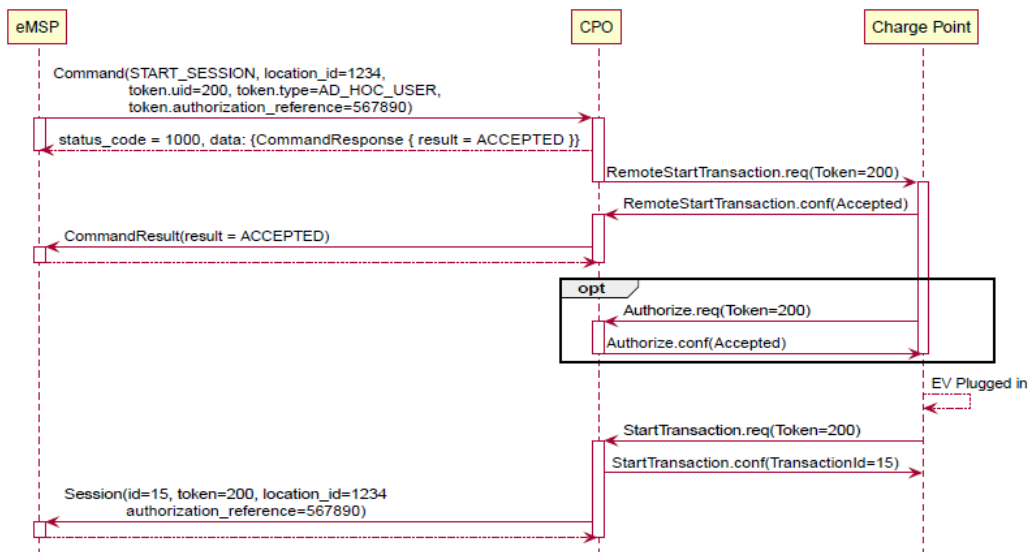 eMSP
CPO
Charge Point
Command(START_SESSION, location_id=1234,
token.uid=200, token.type=AD_HOC_USER,
token.authorization_reference=567890)
status_code = 1000, data: {CommandResponse { result = ACCEPTED }}
RemoteStartTransaction.req(Token=200)
RemoteStartTransaction.conf(Accepted)
CommandResult(result = ACCEPTED)
opt
Authorize.req(Token=200)
Authorize.conf(Accepted)
EV Plugged in
StartTransaction.req(Token=200)
StartTransaction.conf(TransactionId=15)
Session(id=15, token=200, location_id=1234
authorization_reference=567890)